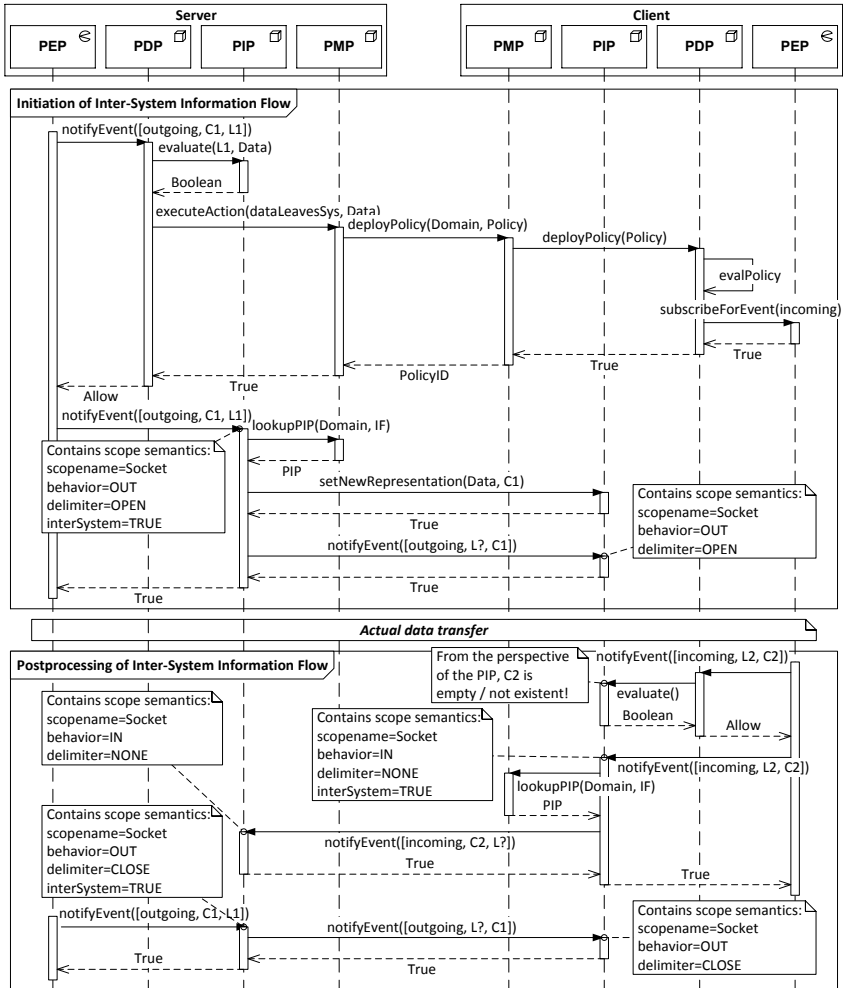 Server
Client
PEP
PDP
PIP
PMP
PMP
PIP
PDP
PEP
Initiation of Inter-System Information Flow
notifyEvent([outgoing, C1, L1])
evaluate(L1, Data)
Boolean
executeAction(dataLeavesSys, Data)
deployPolicy(Domain, Policy)
deployPolicy(Policy)
evalPolicy
subscribeForEvent(incoming)
True
True
PolicyID
True
Allow
notifyEvent([outgoing, C1, L1])
lookupPIP(Domain, IF)
Contains scope semantics:
scopename=Socket
behavior=OUT
delimiter=OPEN
interSystem=TRUE
PIP
setNewRepresentation(Data, C1)
True
Contains scope semantics:
scopename=Socket
behavior=OUT
delimiter=OPEN
notifyEvent([outgoing, L?, C1])
True
True
Actual data transfer
Postprocessing of Inter-System Information Flow
From the perspective
of the PIP, C2 is
empty / not existent!
notifyEvent([incoming, L2, C2])
evaluate()
Boolean
Allow
Contains scope semantics:
scopename=Socket
behavior=IN
delimiter=NONE
Contains scope semantics:
scopename=Socket
behavior=IN
delimiter=NONE
interSystem=TRUE
notifyEvent([incoming, L2, C2])
lookupPIP(Domain, IF)
PIP
Contains scope semantics:
scopename=Socket
behavior=OUT
delimiter=CLOSE
interSystem=TRUE
notifyEvent([incoming, C2, L?])
True
True
notifyEvent([outgoing, C1, L1])
notifyEvent([outgoing, L?, C1])
Contains scope semantics:
scopename=Socket
behavior=OUT
delimiter=CLOSE
True
True